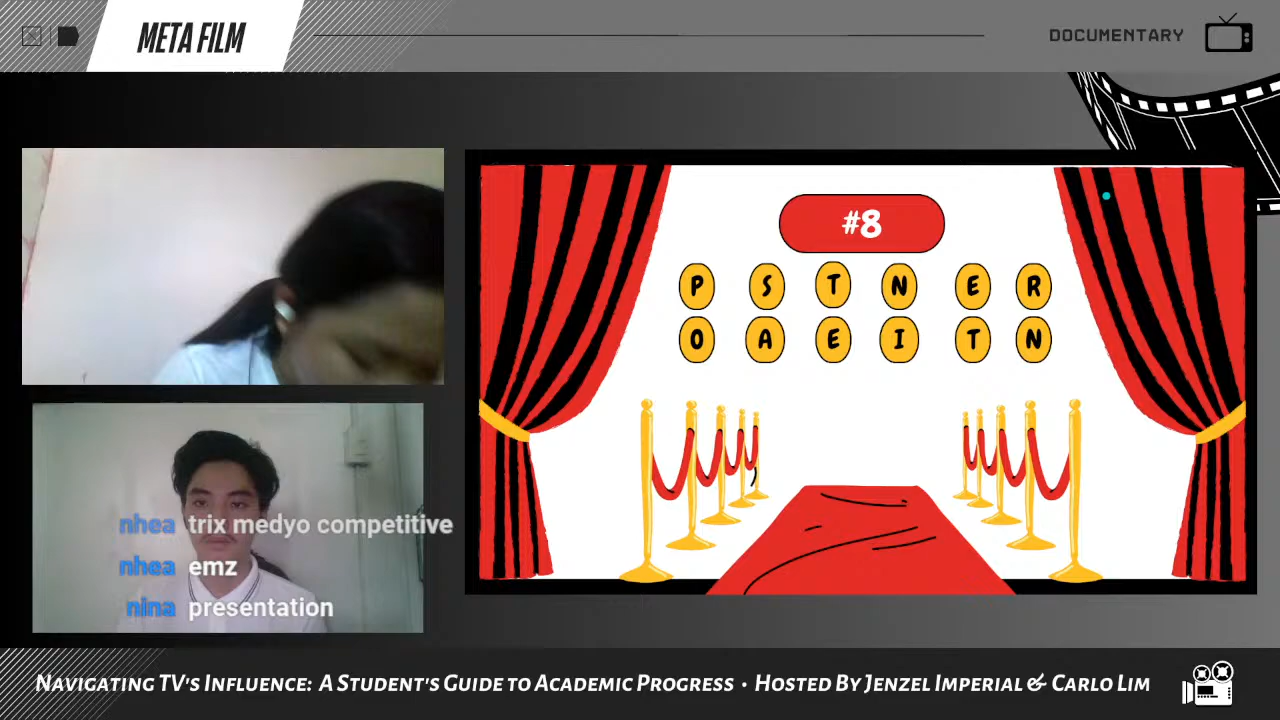 META FILM
DOCUMENTARY
#8
P S T N E R
O A E I T N
nhea trix medyo competitive
nhea emz
nina presentation
NAVIGATING TV'S INFLUENCE: A STUDENT'S GUIDE TO ACADEMIC PROGRESS • HOSTED BY JENZEL IMPERIAL & CARLO LIM